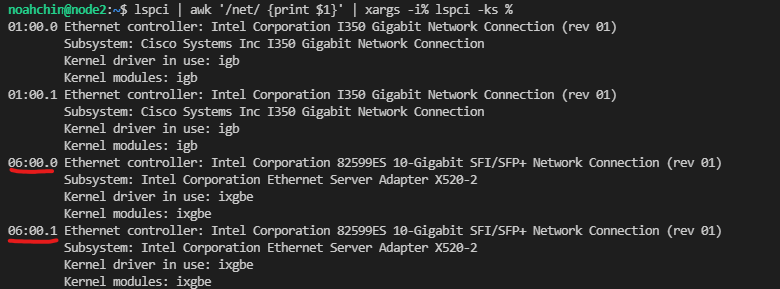 noahchin@node2:~$ lspci | awk '/net/ {print $1}' | xargs -i% lspci -ks %
01:00.0 Ethernet controller: Intel Corporation I350 Gigabit Network Connection (rev 01)
Subsystem: Cisco Systems Inc I350 Gigabit Network Connection
Kernel driver in use: igb
Kernel modules: igb
01:00.1 Ethernet controller: Intel Corporation I350 Gigabit Network Connection (rev 01)
Subsystem: Cisco Systems Inc I350 Gigabit Network Connection
Kernel driver in use: igb
Kernel modules: igb
06:00.0 Ethernet controller: Intel Corporation 82599ES 10-Gigabit SFI/SFP+ Network Connection (rev 01)
Subsystem: Intel Corporation Ethernet Server Adapter X520-2
Kernel driver in use: ixgbe
Kernel modules: ixgbe
06:00.1 Ethernet controller: Intel Corporation 82599ES 10-Gigabit SFI/SFP+ Network Connection (rev 01)
Subsystem: Intel Corporation Ethernet Server Adapter X520-2
Kernel driver in use: ixgbe
Kernel modules: ixgbe